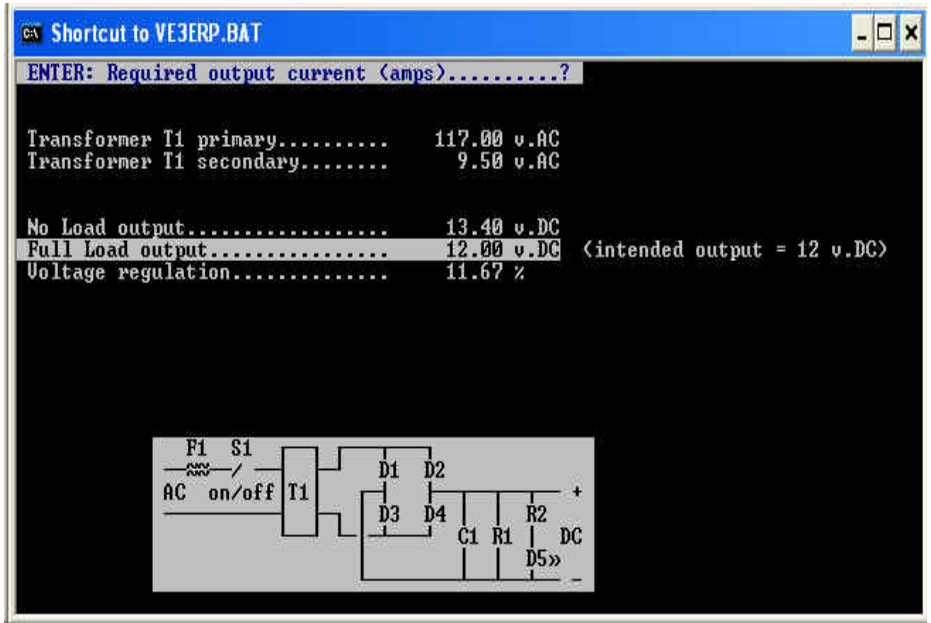 Shortcut to VE3ERP.BAT
ENTER: Required output current (amps)..........?
Transformer T1 primary.......... 117.00 v.AC
Transformer T1 secondary........ 9.50 v.AC
No Load output.................. 13.40 v.DC
Full Load output................ 12.00 v.DC (intended output = 12 v.DC)
Voltage regulation.............. 11.67 %
F1 S1
D1 D2
AC on/off T1
+
D3 D4 R2
C1 R1 DC
D5»
–